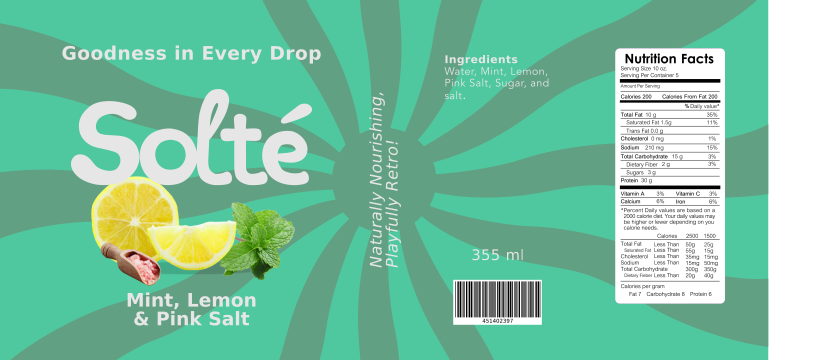 Goodness in Every Drop
Solté
Mint, Lemon
& Pink Salt
Naturally Nourishing,
Playfully Retro!
Ingredients
Water, Mint, Lemon,
Pink Salt, Sugar, and
salt.
355 ml
451402397
Nutrition Facts
Serving Size 10 oz.
Serving Per Container 5
Amount Per Serving
Calories 200 Calories From Fat 200
% Daily value*
Total Fat 10 g 35%
Saturated Fat 1.5g 11%
Trans Fat 0.0 g
Cholesterol 0 mg 1%
Sodium 210 mg 15%
Total Carbohydrate 15 g 3%
Dietary Fiber 2 g 3%
Sugars 3 g
Protein 30 g
Vitamin A 3% Vitamin C 3%
Calcium 6% Iron 6%
*Percent Daily values are based on a
2000 calorie diet. Your daily values may
be higher or lower depending on you
calorie needs.
Calories 2500 1500
Total Fat Less Than 50g 25g
Saturated Fat Less Than 55g 15g
Cholesterol Less Than 35mg 15mg
Sodium Less Than 15mg 50mg
Total Carbohydrate 300g 350g
Dietary Fieber Less Than 20g 40g
Calories per gram
Fat 7 Carbohydrate 8 Protein 6